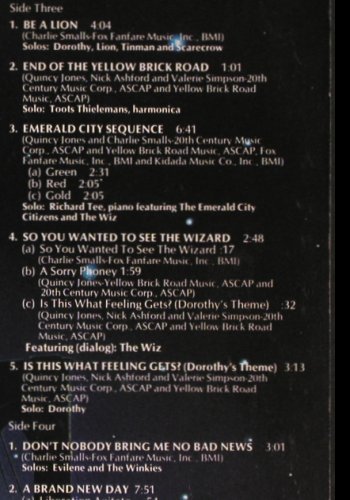 Side Three
1. BE A LION 4:04
(Charlie Smalls-Fox Fanfare Music, Inc., BMI)
Solos: Dorothy, Lion, Tinman and Scarecrow
2. END OF THE YELLOW BRICK ROAD 1:01
(Quincy Jones, Nick Ashford and Valerie Simpson-20th
Century Music Corp., ASCAP and Yellow Brick Road
Music, ASCAP)
Solo: Toots Thielemans, harmonica
3. EMERALD CITY SEQUENCE 6:41
(Quincy Jones and Charlie Smalls-20th Century Music
Corp., ASCAP and Yellow Brick Road Music, ASCAP, Fox
Fanfare Music, Inc., BMI and Kidada Music Co., Inc., BMI)
(a) Green 2:31
(b) Red 2:05
(c) Gold 2:05
Solo: Richard Tee, piano featuring The Emerald City
Citizens and The Wiz
4. SO YOU WANTED TO SEE THE WIZARD 2:48
(a) So You Wanted To See The Wizard :17
(Charlie Smalls-Fox Fanfare Music, Inc., BMI)
(b) A Sorry Phoney 1:59
(Quincy Jones-Yellow Brick Road Music, ASCAP and
20th Century Music Corp., ASCAP)
(c) Is This What Feeling Gets? (Dorothy's Theme) :32
(Quincy Jones, Nick Ashford and Valerie Simpson-20th
Century Music Corp., ASCAP and Yellow Brick Road
Music, ASCAP)
Featuring (dialog): The Wiz
5. IS THIS WHAT FEELING GETS? (Dorothy's Theme) 3:13
(Quincy Jones, Nick Ashford and Valerie Simpson-20th
Century Music Corp., ASCAP and Yellow Brick Road
Music, ASCAP)
Solo: Dorothy
Side Four
1. DON'T NOBODY BRING ME NO BAD NEWS 3:01
(Charlie Smalls-Fox Fanfare Music, Inc., BMI)
Solos: Evilene and The Winkies
2. A BRAND NEW DAY 7:51